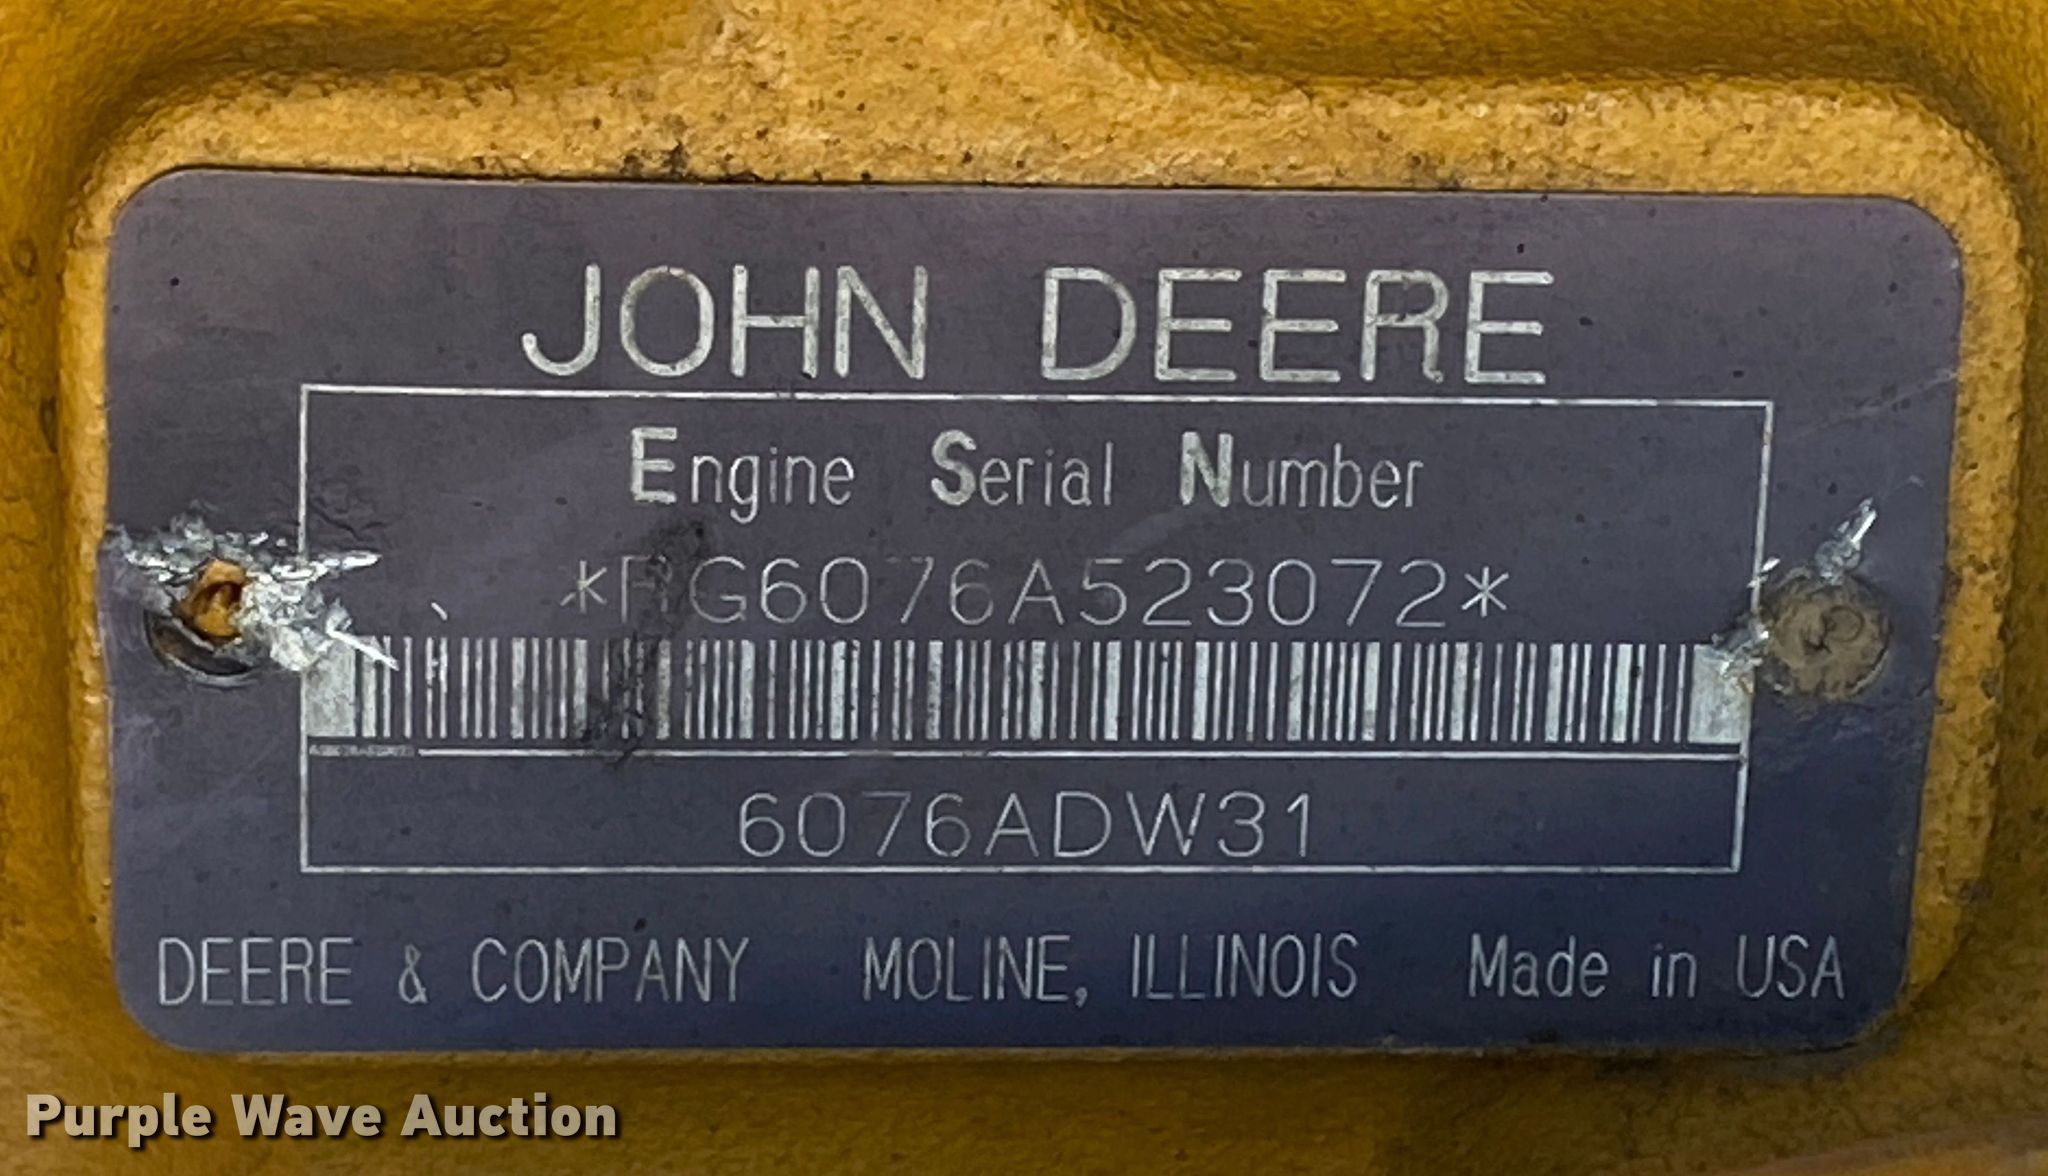 JOHN DEERE
Engine Serial Number
*RG6076A523072*
6076ADW31
DEERE & COMPANY MOLINE, ILLINOIS Made in USA
Purple Wave Auction